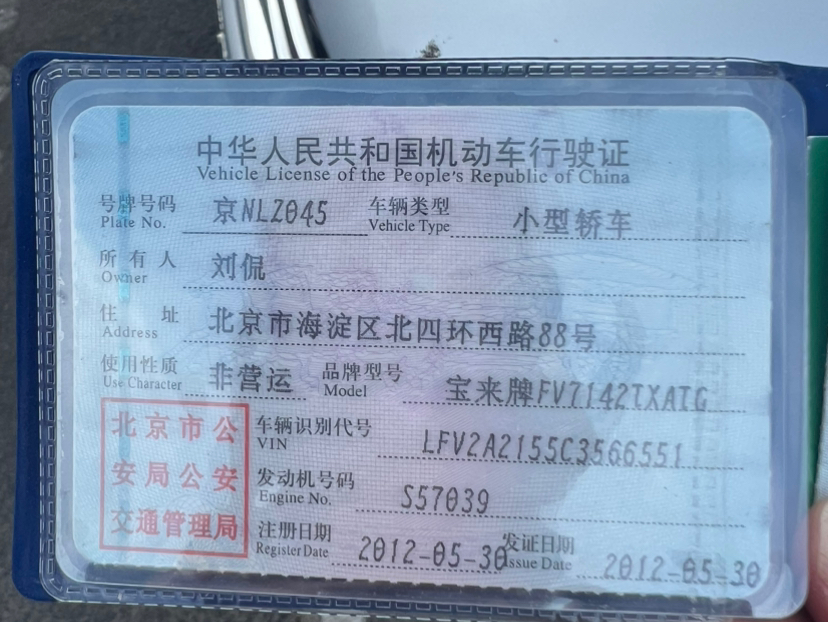 中华人民共和国机动车行驶证
Vehicle License of the People's Republic of China
号牌号码 京NLZ045 车辆类型 小型轿车
Plate No. Vehicle Type
所有人 刘侃
Owner
住址 北京市海淀区北四环西路88号
Address
使用性质 非营运 品牌型号 宝来牌FV7142TXATG
Use Character Model
北京市公
安局公安
交通管理局
车辆识别代号 LFV2A2155C3566551
VIN
发动机号码 S57039
Engine No.
注册日期 2012-05-30 发证日期 2012-05-30
Register Date Issue Date